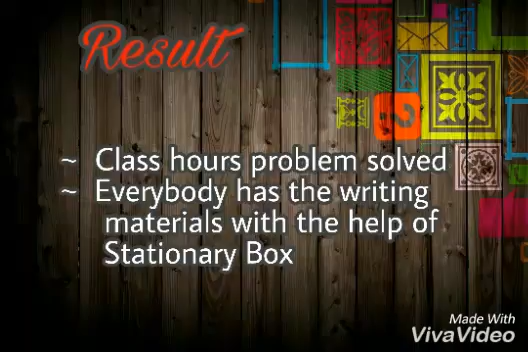 Result
~ Class hours problem solved
~ Everybody has the writing
materials with the help of
Stationary Box
Made With
VivaVideo